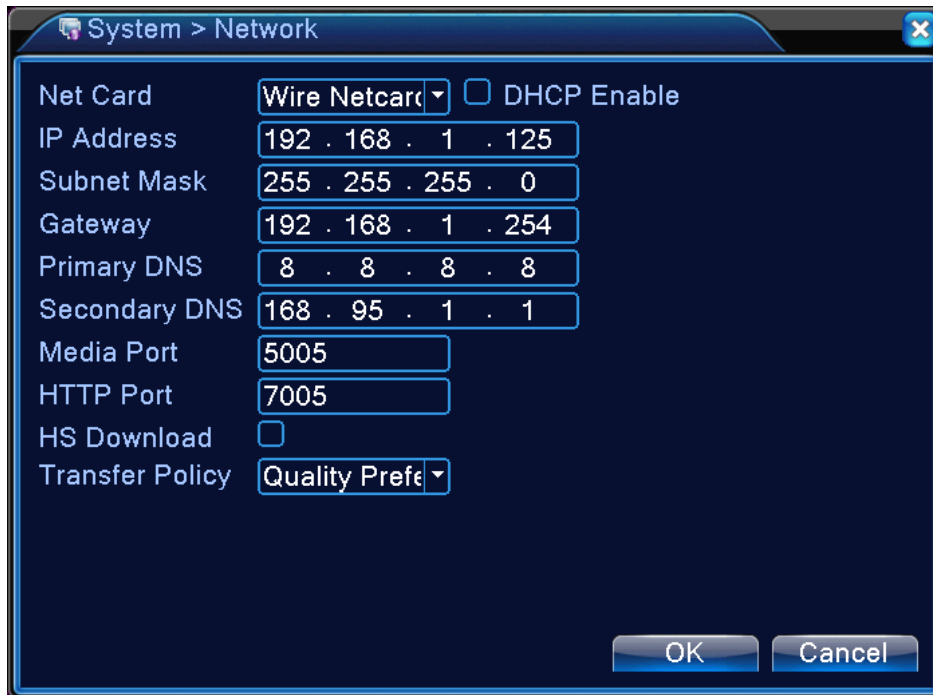 System > Network
Net Card Wire Netcard DHCP Enable
IP Address 192 . 168 . 1 . 125
Subnet Mask 255 . 255 . 255 . 0
Gateway 192 . 168 . 1 . 254
Primary DNS 8 . 8 . 8 . 8
Secondary DNS 168 . 95 . 1 . 1
Media Port 5005
HTTP Port 7005
HS Download
Transfer Policy Quality Prefe
OK Cancel